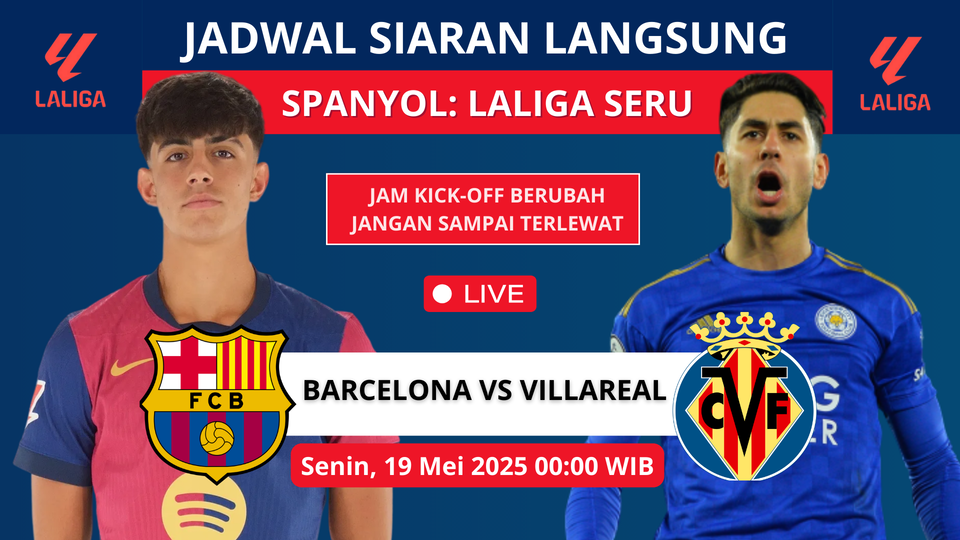 JADWAL SIARAN LANGSUNG
LALIGA
LALIGA
SPANYOL: LALIGA SERU
JAM KICK-OFF BERUBAH
JANGAN SAMPAI TERLEWAT
LIVE
BARCELONA VS VILLAREAL
FCB
CVF
Senin, 19 Mei 2025 00:00 WIB